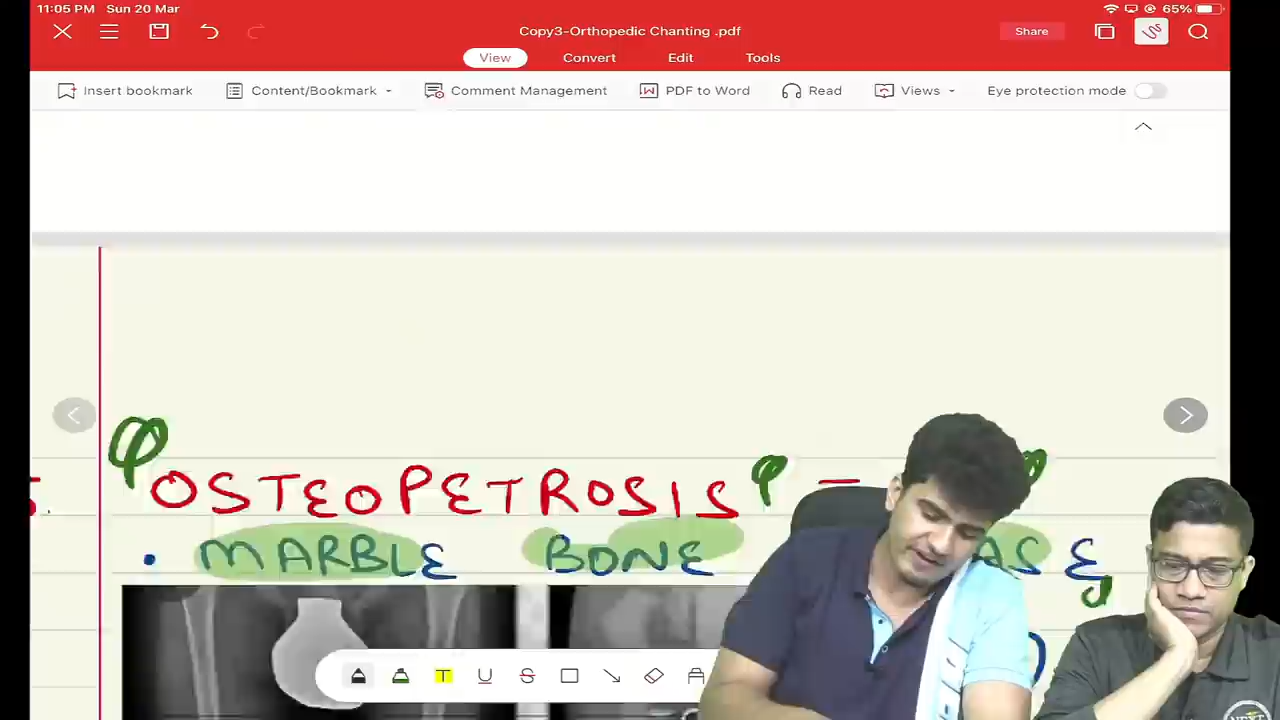 11:05 PM Sun 20 Mar
65%
Copy3-Orthopedic Chanting .pdf
Share
View Convert Edit Tools
Insert bookmark Content/Bookmark Comment Management PDF to Word Read Views Eye protection mode
OSTEOPETROSIS –
• MARBLE BONE
T